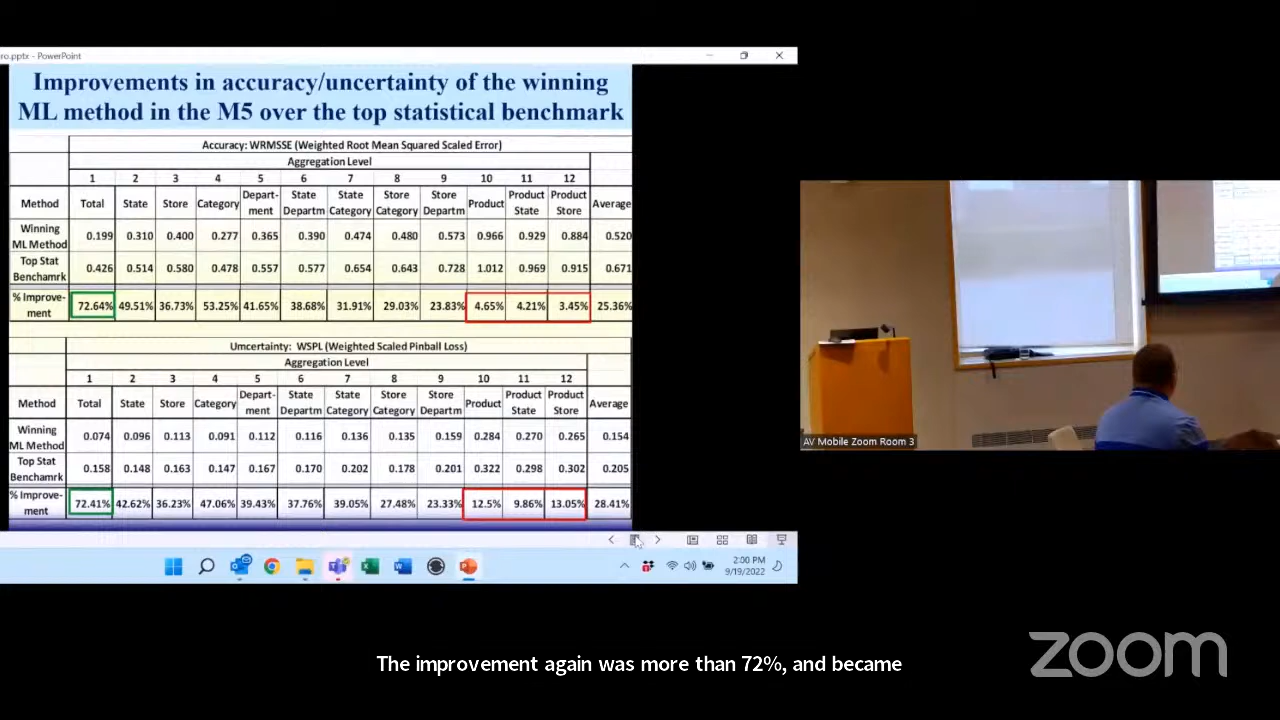 ro.pptx - PowerPoint
Improvements in accuracy/uncertainty of the winning
ML method in the M5 over the top statistical benchmark
Accuracy: WRMSSE (Weighted Root Mean Squared Scaled Error)
Aggregation Level
1 2 3 4 5 6 7 8 9 10 11 12
Method Total State Store Category Depart-ment State Departm State Category Store Category Store Departm Product Product State Product Store Average
Winning ML Method 0.199 0.310 0.400 0.277 0.365 0.390 0.474 0.480 0.573 0.966 0.929 0.884 0.520
Top Stat Benchamrk 0.426 0.514 0.580 0.478 0.557 0.577 0.654 0.643 0.728 1.012 0.969 0.915 0.671
% Improve-ment 72.64% 49.51% 36.73% 53.25% 41.65% 38.68% 31.91% 29.03% 23.83% 4.65% 4.21% 3.45% 25.36%
Umcertainty: WSPL (Weighted Scaled Pinball Loss)
Aggregation Level
1 2 3 4 5 6 7 8 9 10 11 12
Method Total State Store Category Depart-ment State Departm State Category Store Category Store Departm Product Product State Product Store Average
Winning ML Method 0.074 0.096 0.113 0.091 0.112 0.116 0.136 0.135 0.159 0.284 0.270 0.265 0.154
Top Stat Benchamrk 0.158 0.148 0.163 0.147 0.167 0.170 0.202 0.178 0.201 0.322 0.298 0.302 0.205
% Improve-ment 72.41% 42.62% 36.23% 47.06% 39.43% 37.76% 39.05% 27.48% 23.33% 12.5% 9.86% 13.05% 28.41%
2:00 PM
9/19/2022
AV Mobile Zoom Room 3
The improvement again was more than 72%, and became
zoom